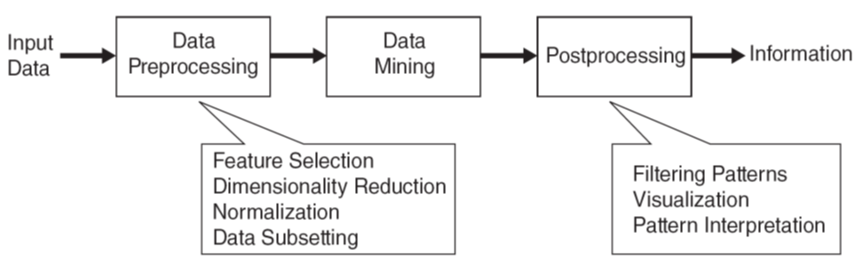 Input
Data
Data
Preprocessing
Data
Mining
Postprocessing
Information
Feature Selection
Dimensionality Reduction
Normalization
Data Subsetting
Filtering Patterns
Visualization
Pattern Interpretation